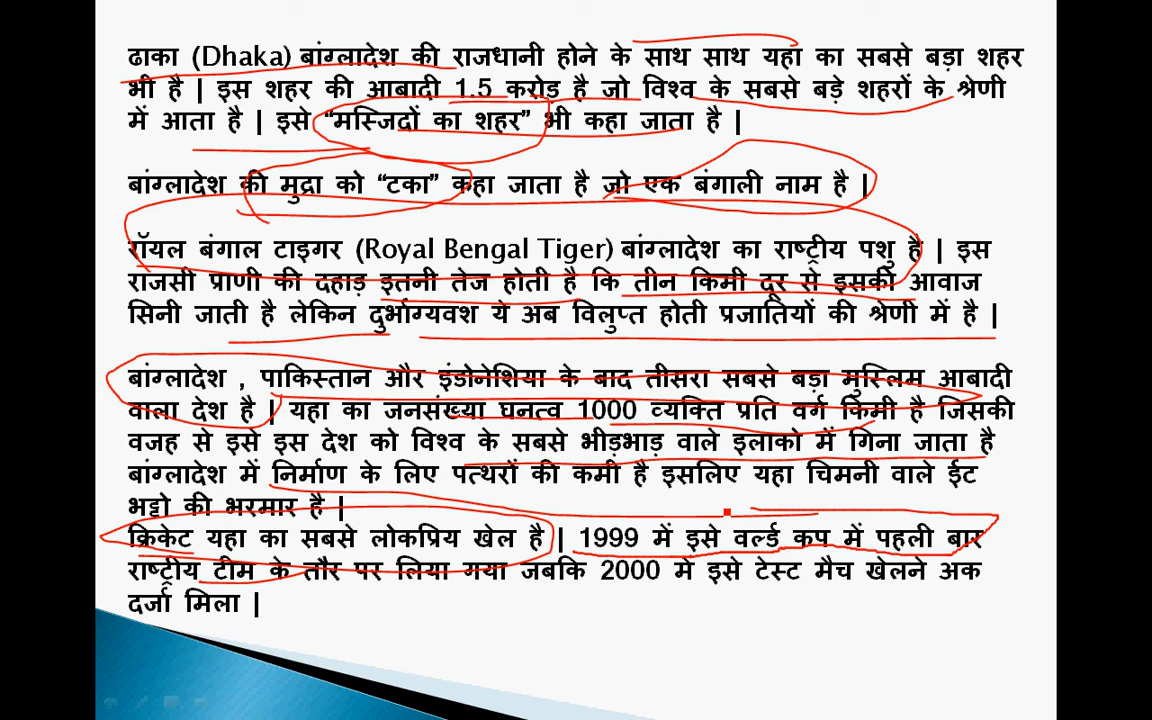 ढाका (Dhaka) बांग्लादेश की राजधानी होने के साथ साथ यहा का सबसे बड़ा शहर
भी है | इस शहर की आबादी 1.5 करोड़ है जो विश्व के सबसे बड़े शहरों के श्रेणी
में आता है | इसे “मस्जिदों का शहर” भी कहा जाता है |
बांग्लादेश की मुद्रा को “टका” कहा जाता है जो एक बंगाली नाम है |
रॉयल बंगाल टाइगर (Royal Bengal Tiger) बांग्लादेश का राष्ट्रीय पशु है | इस
राजसी प्राणी की दहाड़ इतनी तेज होती है कि तीन किमी दूर से इसकी आवाज
सिनी जाती है लेकिन दुर्भाग्यवश ये अब विलुप्त होती प्रजातियों की श्रेणी में है |
बांग्लादेश , पाकिस्तान और इंडोनेशिया के बाद तीसरा सबसे बड़ा मुस्लिम आबादी
वाला देश है | यहा का जनसंख्या घनत्व 1000 व्यक्ति प्रति वर्ग किमी है जिसकी
वजह से इसे इस देश को विश्व के सबसे भीड़भाड़ वाले इलाको में गिना जाता है
बांग्लादेश में निर्माण के लिए पत्थरों की कमी है इसलिए यहा चिमनी वाले ईट
भट्टो की भरमार है |
क्रिकेट यहा का सबसे लोकप्रिय खेल है | 1999 में इसे वर्ल्ड कप में पहली बार
राष्ट्रीय टीम के तौर पर लिया गया जबकि 2000 में इसे टेस्ट मैच खेलने अक
दर्जा मिला |